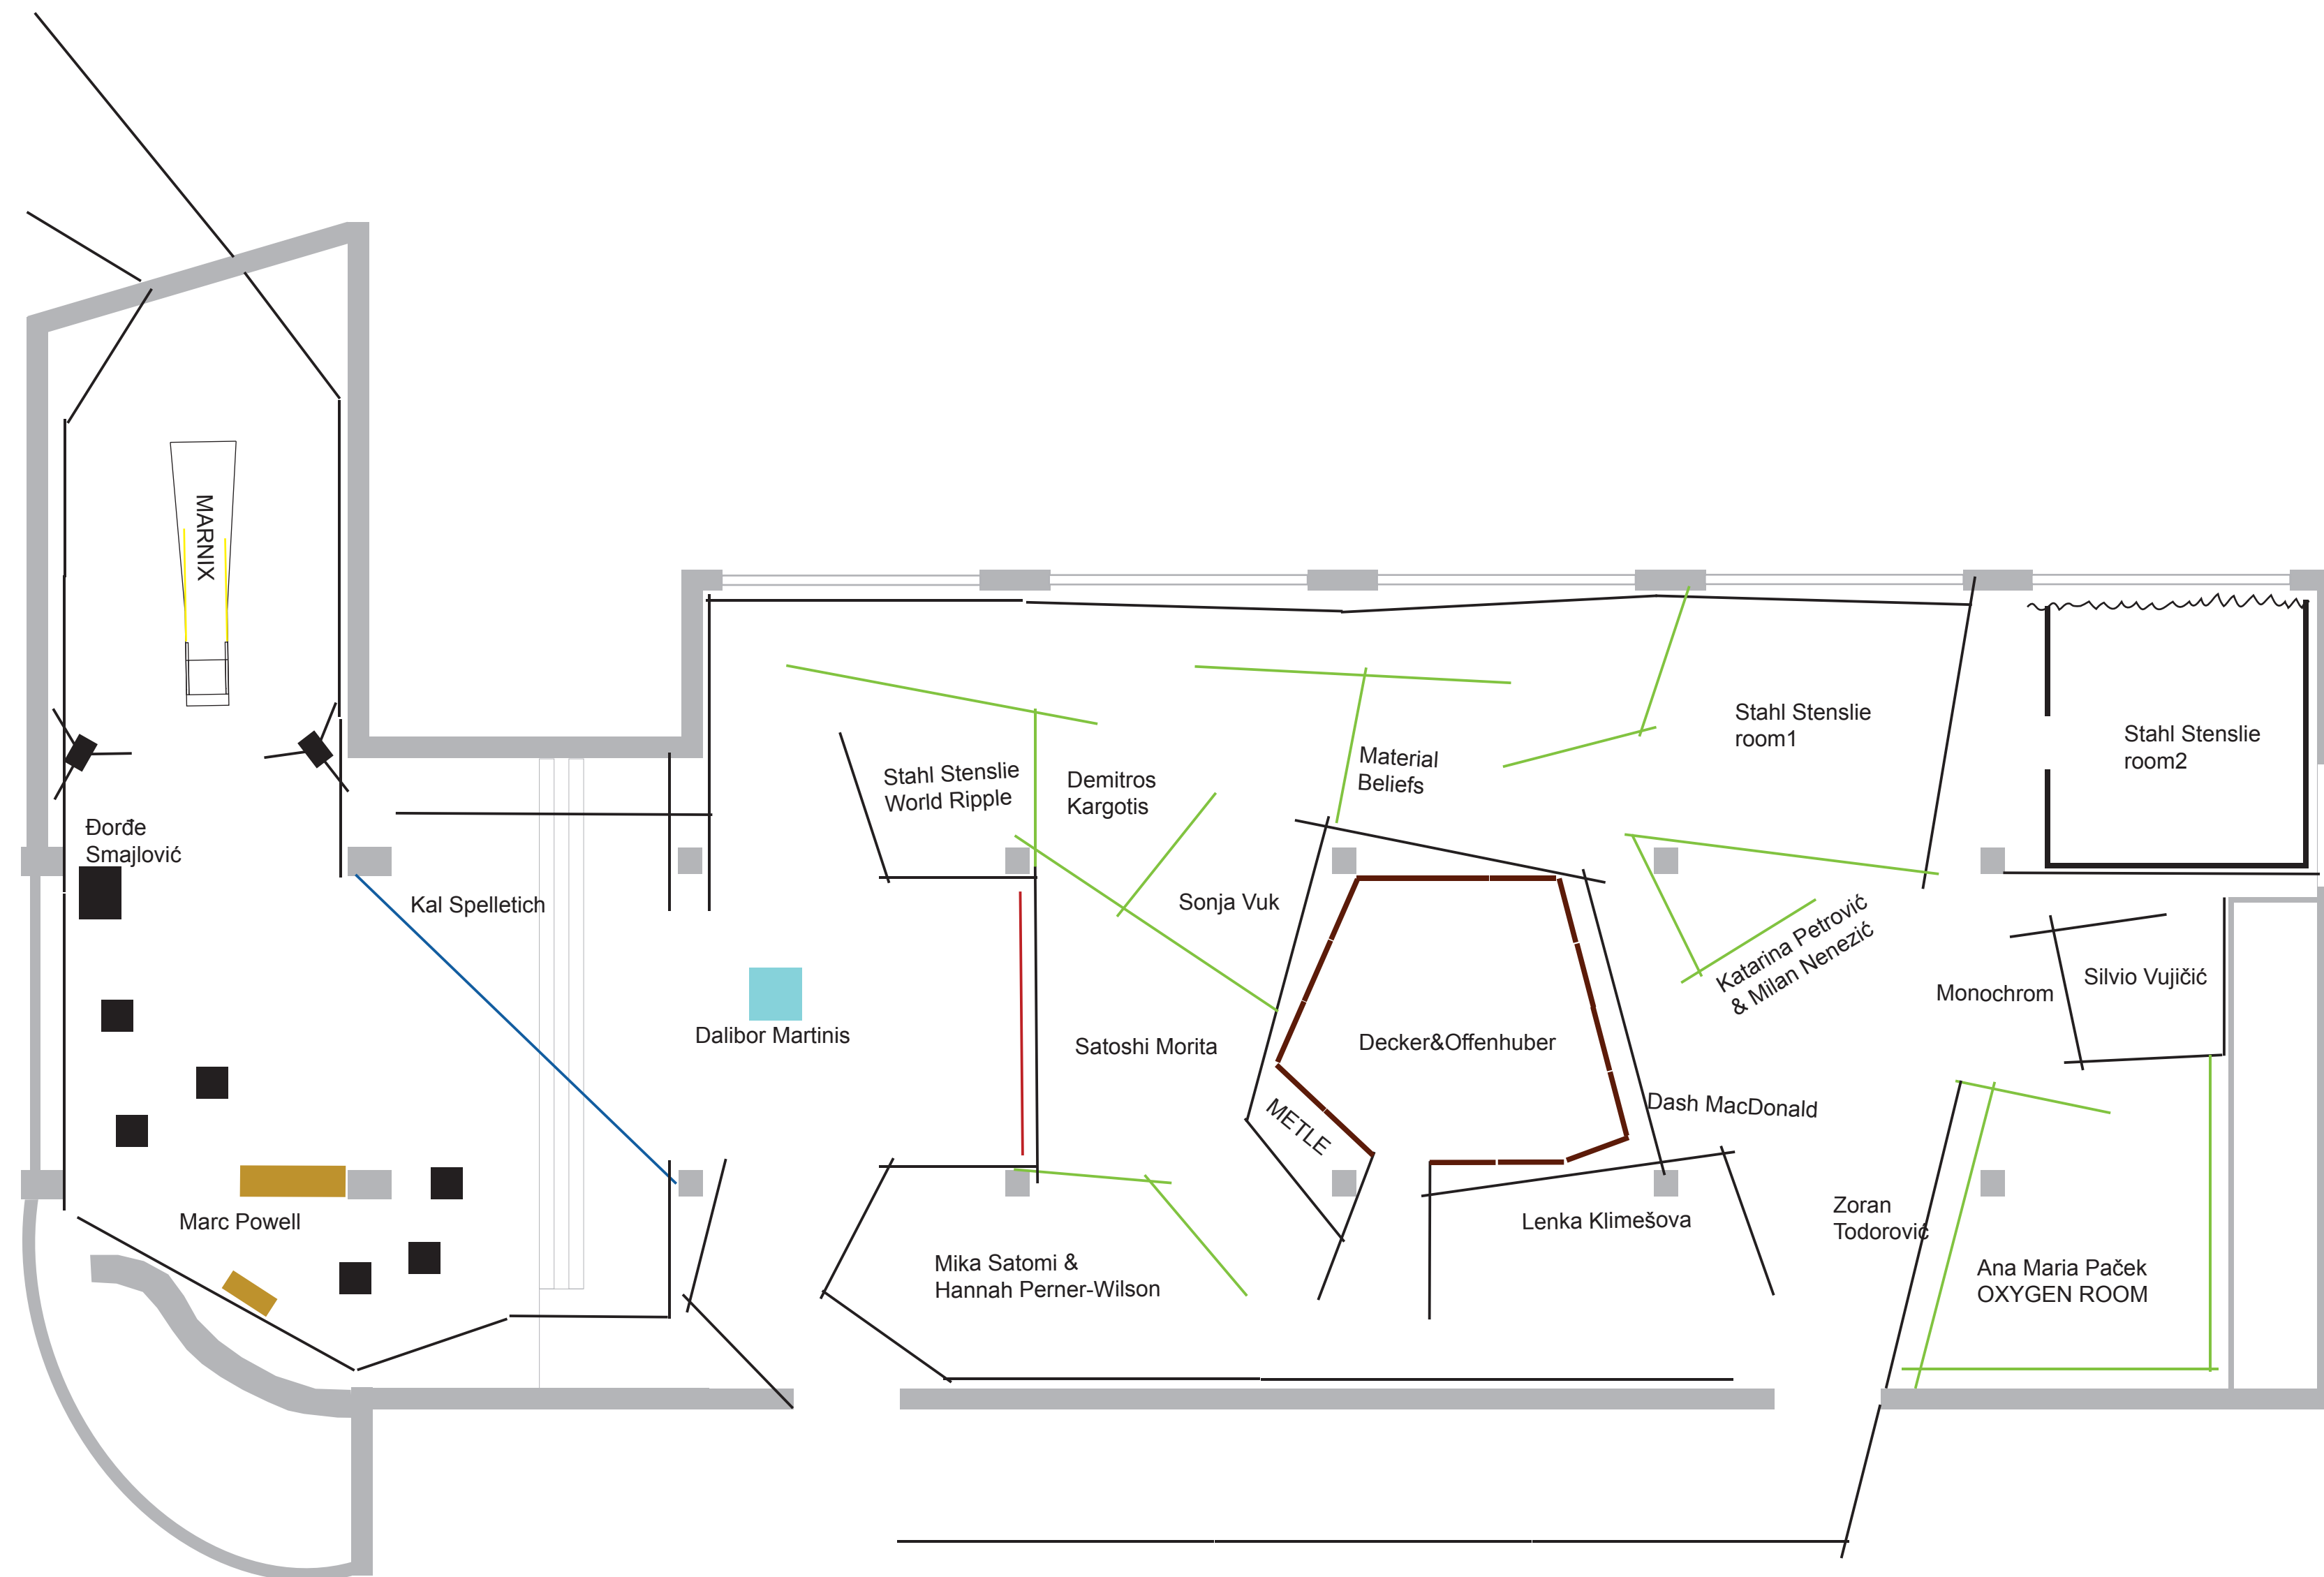 MARNIX
Stahl Stenslie
room1
Stahl Stenslie
room2
Stahl Stenslie
World Ripple
Demitros
Kargotis
Material
Beliefs
Đorđe
Smajlović
Kal Spelletich
Sonja Vuk
Katarina Petrović
& Milan Nenezić
Monochrom
Silvio Vujičić
Dalibor Martinis
Satoshi Morita
Decker&Offenhuber
METLE
Dash MacDonald
Marc Powell
Mika Satomi &
Hannah Perner-Wilson
Lenka Klimešova
Zoran
Todorović
Ana Maria Paček
OXYGEN ROOM